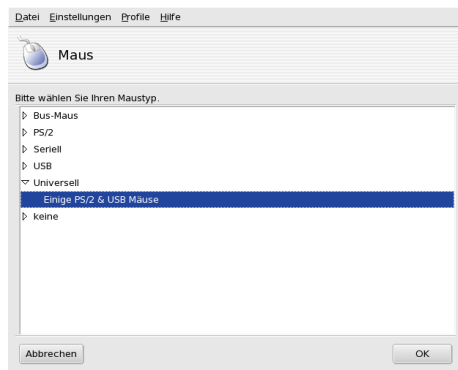 Datei Einstellungen Profile Hilfe
Maus
Bitte wählen Sie Ihren Maustyp.
Bus-Maus
PS/2
Seriell
USB
Universell
Einige PS/2 & USB Mäuse
keine
Abbrechen OK